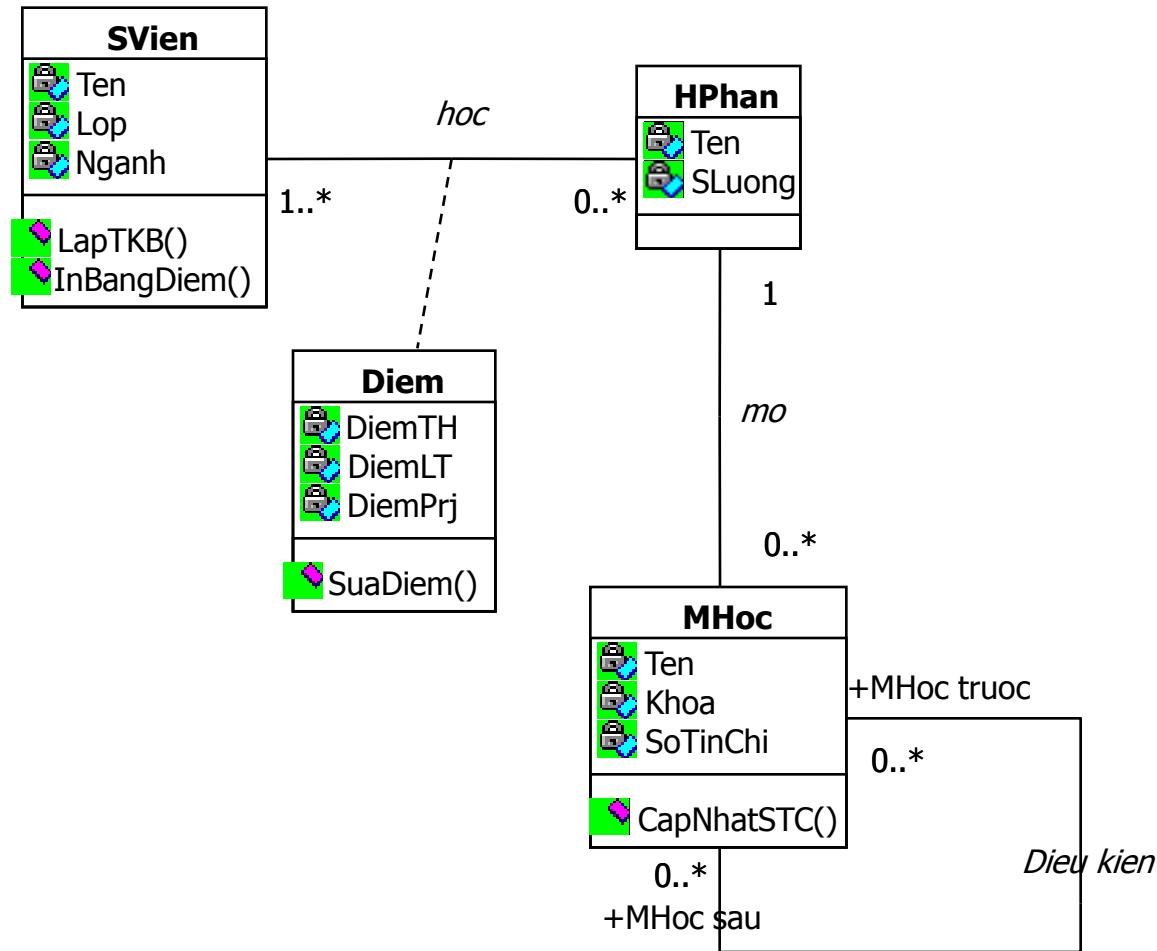 SVien
Ten
Lop
Nganh
LapTKB()
InBangDiem()
hoc
1..*
0..*
HPhan
Ten
SLuong
1
mo
0..*
Diem
DiemTH
DiemLT
DiemPrj
SuaDiem()
MHoc
Ten
Khoa
SoTinChi
CapNhatSTC()
+MHoc truoc
0..*
Dieu kien
0..*
+MHoc sau